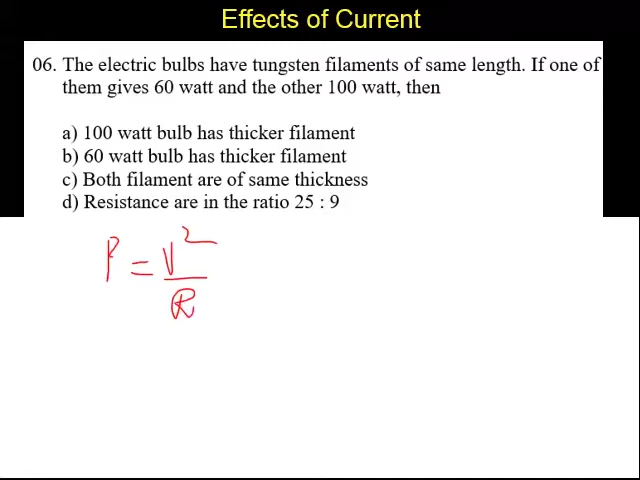 Effects of Current
06. The electric bulbs have tungsten filaments of same length. If one of
them gives 60 watt and the other 100 watt, then
a) 100 watt bulb has thicker filament
b) 60 watt bulb has thicker filament
c) Both filament are of same thickness
d) Resistance are in the ratio 25 : 9
P = V²/R